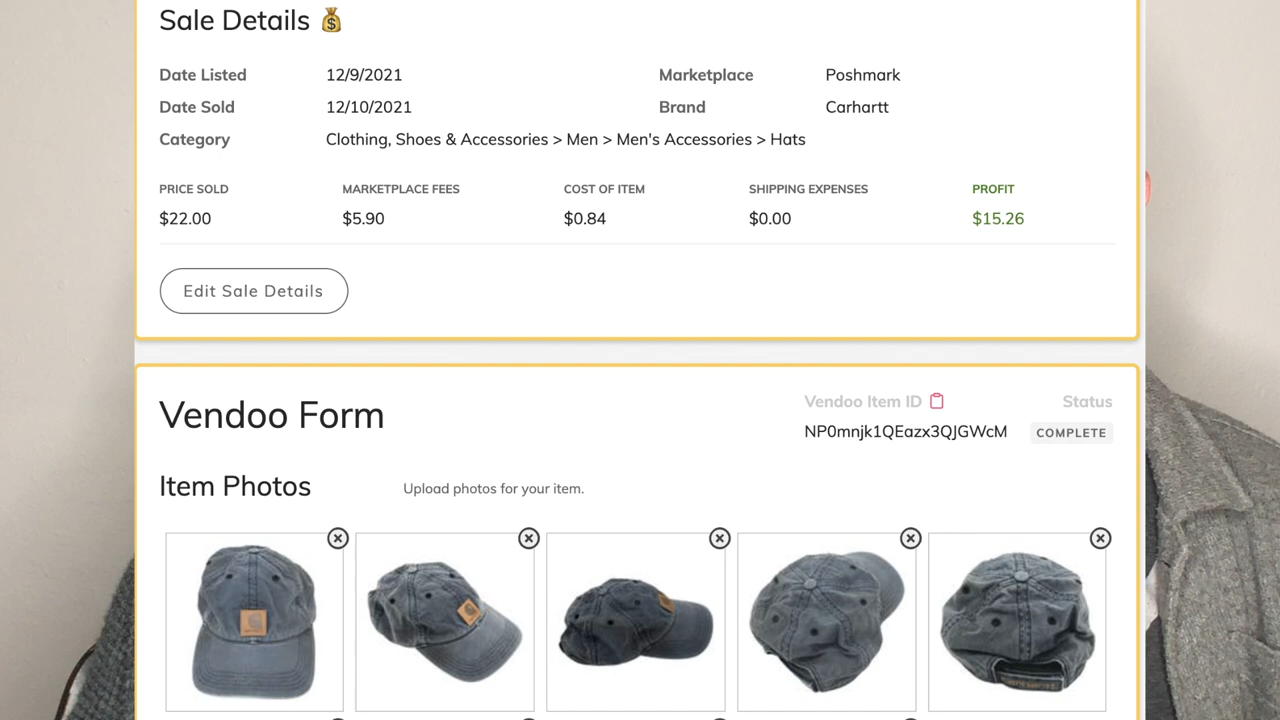 Sale Details 💰
Date Listed 12/9/2021 Marketplace Poshmark
Date Sold 12/10/2021 Brand Carhartt
Category Clothing, Shoes & Accessories > Men > Men's Accessories > Hats
PRICE SOLD MARKETPLACE FEES COST OF ITEM SHIPPING EXPENSES PROFIT
$22.00 $5.90 $0.84 $0.00 $15.26
Edit Sale Details
Vendoo Form
Vendoo Item ID Status
NP0mnjk1QEazx3QJGWcM COMPLETE
Item Photos Upload photos for your item.